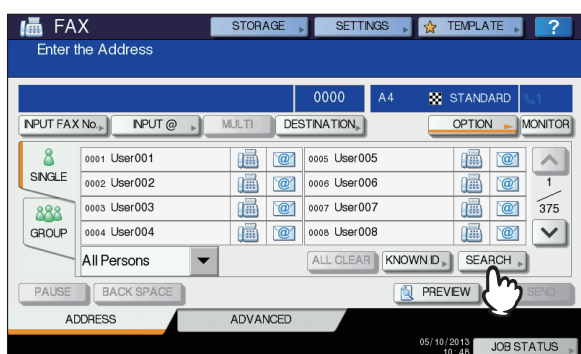 FAX STORAGE SETTINGS TEMPLATE ?
Enter the Address
0000 A4 STANDARD 1
INPUT FAX No. INPUT @ MULTI DESTINATION OPTION MONITOR
SINGLE
0001 User001 0005 User005
0002 User002 0006 User006
0003 User003 0007 User007
0004 User004 0008 User008
1
375
GROUP
All Persons ALL CLEAR KNOWN ID SEARCH
PAUSE BACK SPACE PREVIEW SEND
ADDRESS ADVANCED
05/10/2013
10:48 JOB STATUS